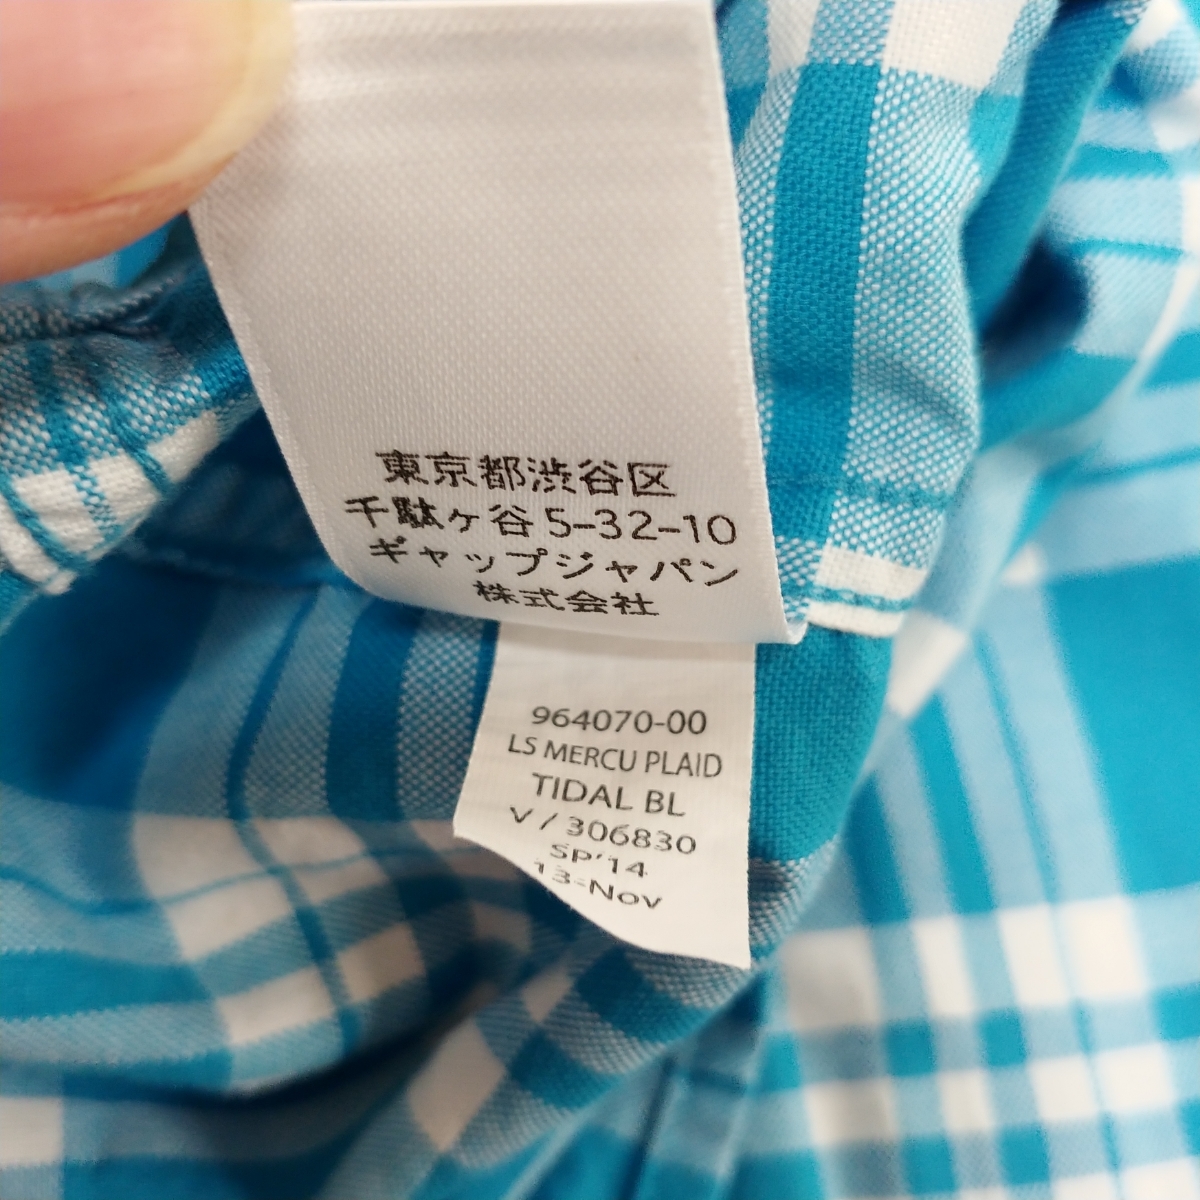 東京都渋谷区
千駄ヶ谷5-32-10
ギャップジャパン
株式会社
964070-00
LS MERCU PLAID
TIDAL BL
V / 306830
SP'14
13-Nov